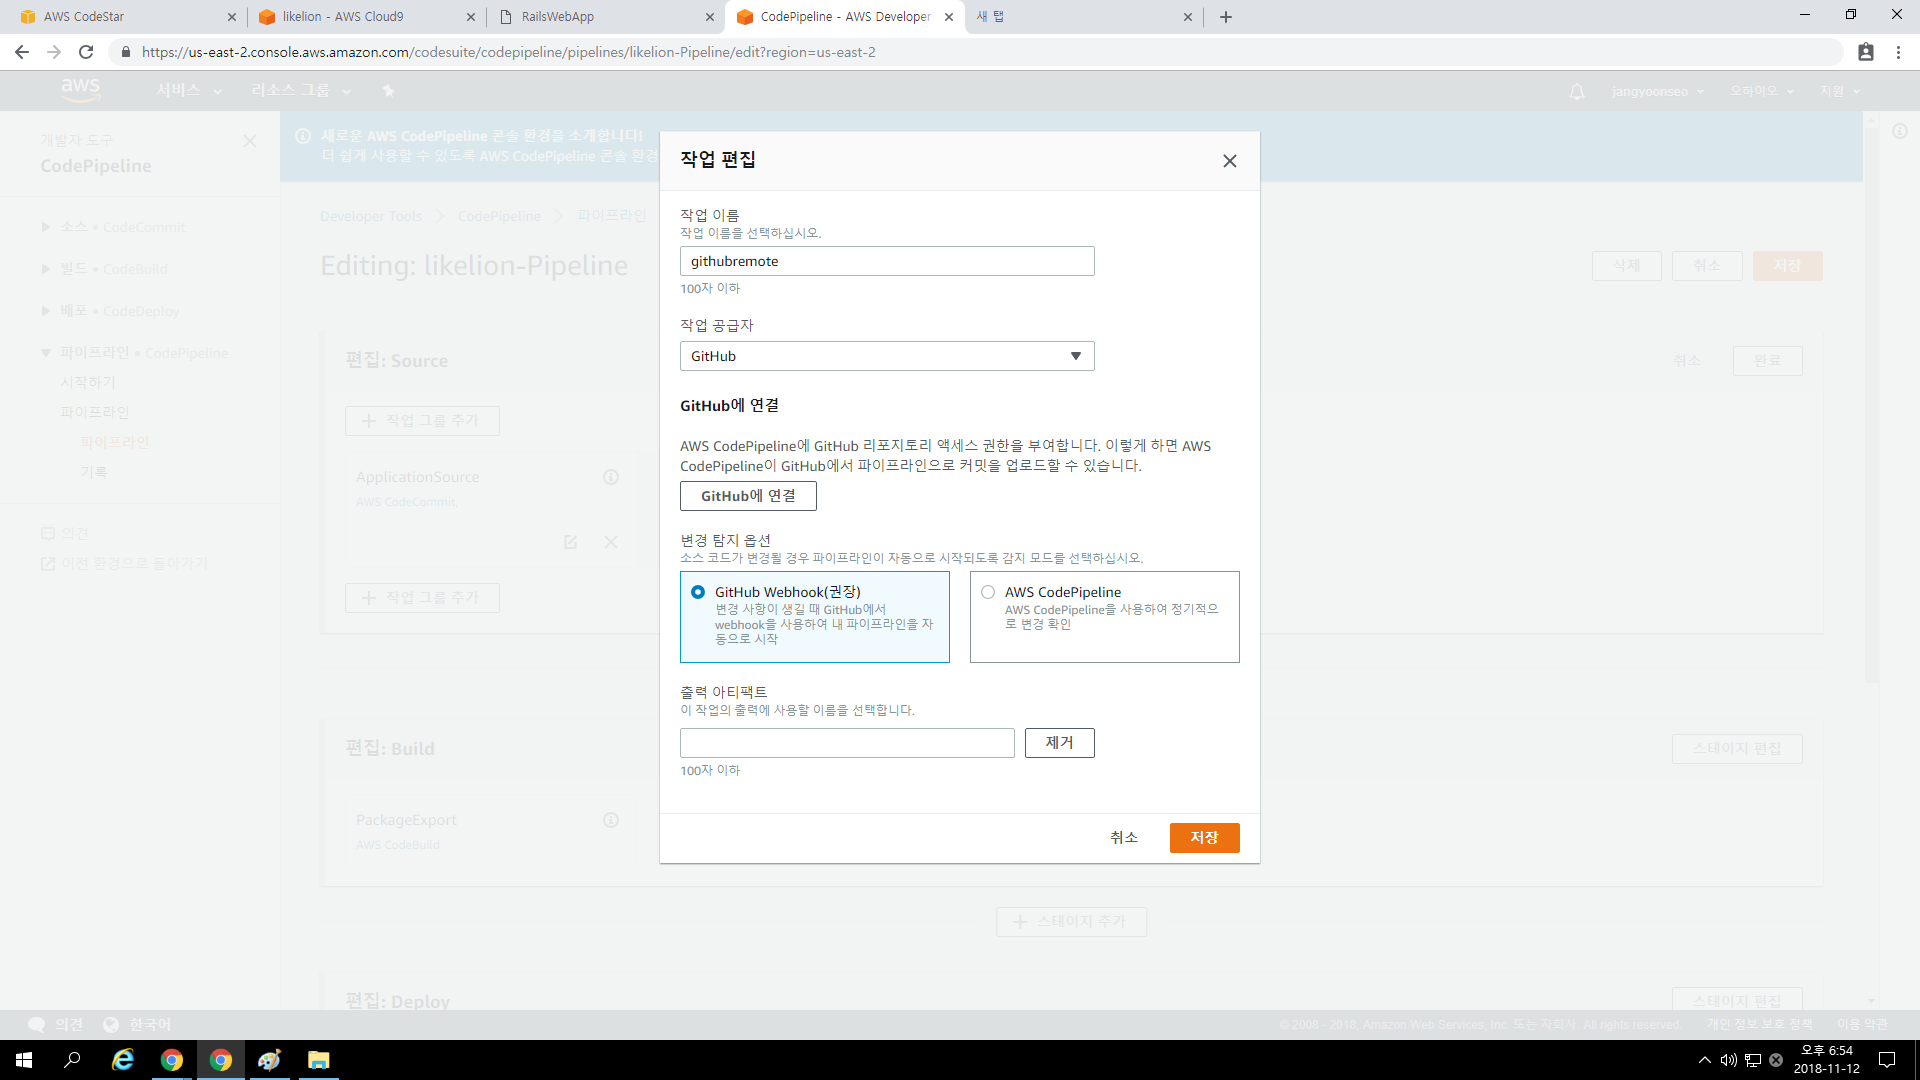 AWS CodeStar
likelion - AWS Cloud9
RailsWebApp
CodePipeline - AWS Developer
새 탭
https://us-east-2.console.aws.amazon.com/codesuite/codepipeline/pipelines/likelion-Pipeline/edit?region=us-east-2
aws
서비스
리소스 그룹
jangyoonseo
오하이오
지원
개발자 도구
CodePipeline
소스 • CodeCommit
빌드 • CodeBuild
배포 • CodeDeploy
파이프라인 • CodePipeline
시작하기
파이프라인
파이프라인
기록
의견
이전 환경으로 돌아가기
새로운 AWS CodePipeline 콘솔 환경을 소개합니다!
더 쉽게 사용할 수 있도록 AWS CodePipeline 콘솔 환경
Developer Tools
CodePipeline
파이프라인
Editing: likelion-Pipeline
삭제
취소
저장
편집: Source
취소
완료
작업 그룹 추가
ApplicationSource
AWS CodeCommit,
작업 그룹 추가
편집: Build
스테이지 편집
PackageExport
AWS CodeBuild
스테이지 추가
편집: Deploy
스테이지 편집
작업 편집
작업 이름
작업 이름을 선택하십시오.
githubremote
100자 이하
작업 공급자
GitHub
GitHub에 연결
AWS CodePipeline에 GitHub 리포지토리 액세스 권한을 부여합니다. 이렇게 하면 AWS
CodePipeline이 GitHub에서 파이프라인으로 커밋을 업로드할 수 있습니다.
GitHub에 연결
변경 탐지 옵션
소스 코드가 변경될 경우 파이프라인이 자동으로 시작되도록 감지 모드를 선택하십시오.
GitHub Webhook(권장)
변경 사항이 생길 때 GitHub에서
webhook을 사용하여 내 파이프라인을 자
동으로 시작
AWS CodePipeline
AWS CodePipeline을 사용하여 정기적으
로 변경 확인
출력 아티팩트
이 작업의 출력에 사용할 이름을 선택합니다.
제거
100자 이하
취소
저장
의견
한국어
© 2008 - 2018, Amazon Web Services, Inc. 또는 자회사. All rights reserved.
개인 정보 보호 정책
이용 약관
오후 6:54
2018-11-12